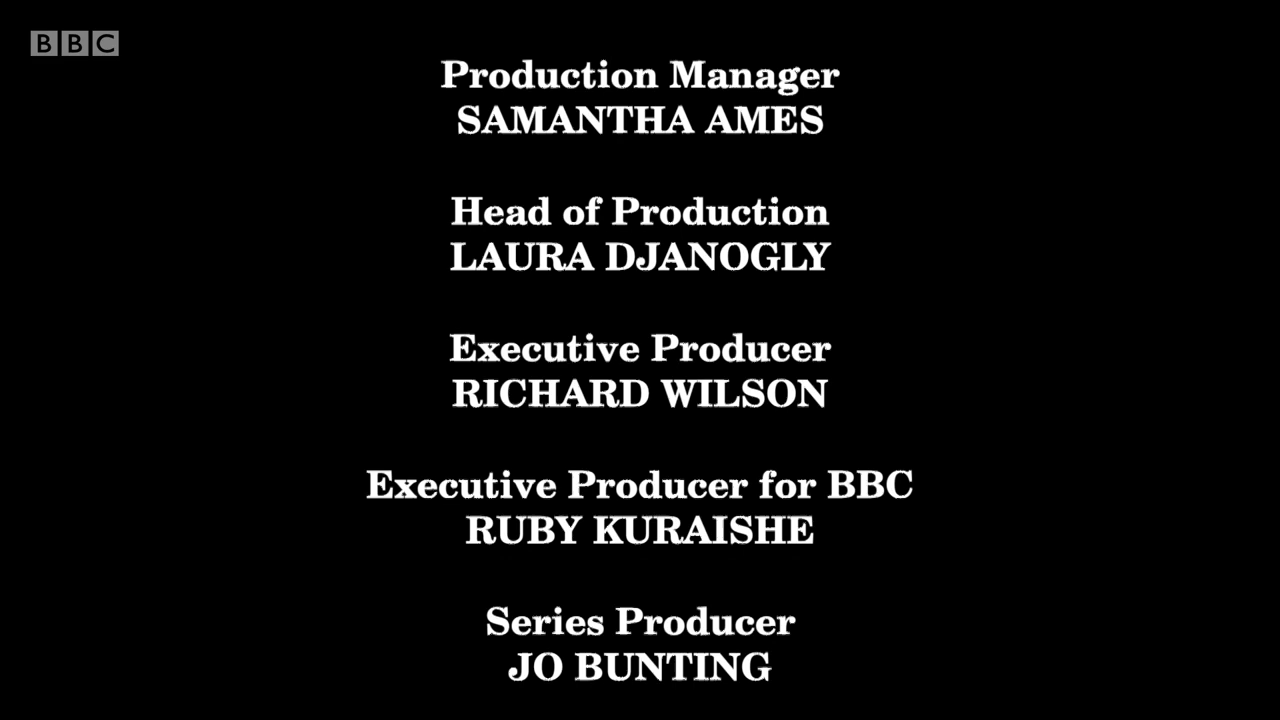 BBC
Production Manager
SAMANTHA AMES
Head of Production
LAURA DJANOGLY
Executive Producer
RICHARD WILSON
Executive Producer for BBC
RUBY KURAISHE
Series Producer
JO BUNTING